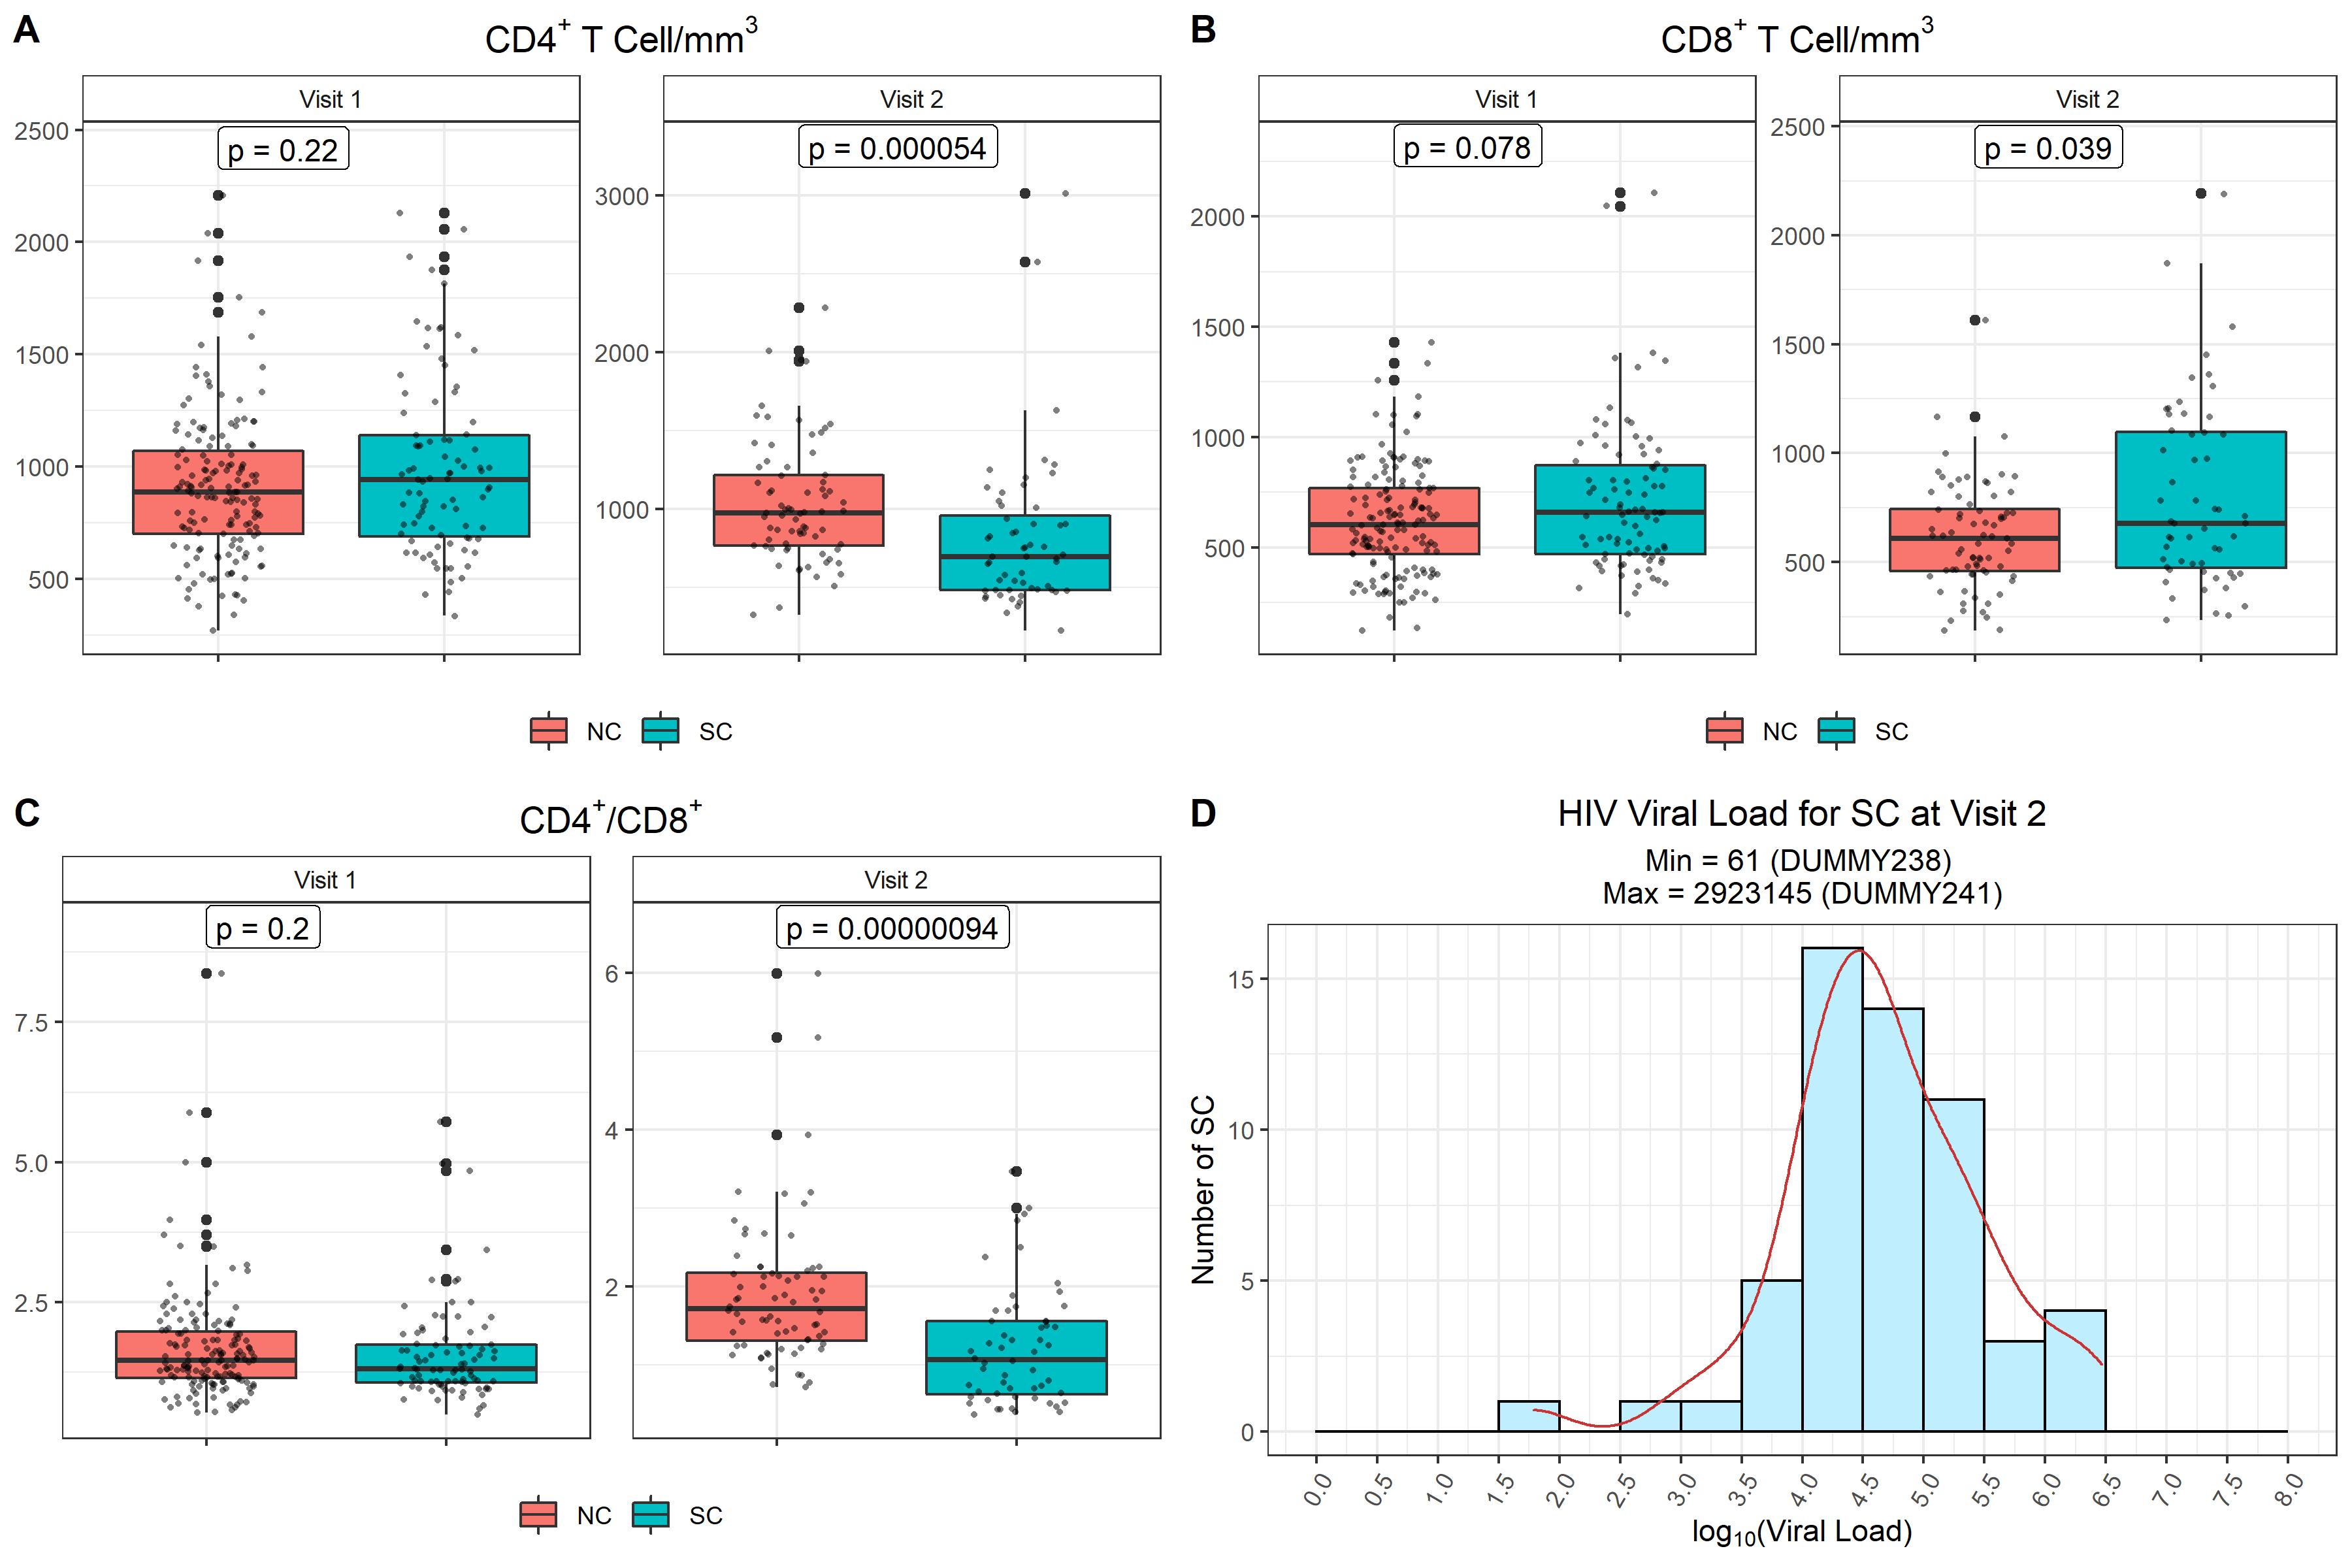 A
CD4⁺ T Cell/mm³
Visit 1
Visit 2
p = 0.22
p = 0.000054
2500
2000
1500
1000
500
3000
2000
1000
NC
SC
B
CD8⁺ T Cell/mm³
Visit 1
Visit 2
p = 0.078
p = 0.039
2000
1500
1000
500
2500
2000
1500
1000
500
NC
SC
C
CD4⁺/CD8⁺
Visit 1
Visit 2
p = 0.2
p = 0.00000094
7.5
5.0
2.5
6
4
2
NC
SC
D
HIV Viral Load for SC at Visit 2
Min = 61 (DUMMY238)
Max = 2923145 (DUMMY241)
Number of SC
15
10
5
0
0.0 0.5 1.0 1.5 2.0 2.5 3.0 3.5 4.0 4.5 5.0 5.5 6.0 6.5 7.0 7.5 8.0
log₁₀(Viral Load)